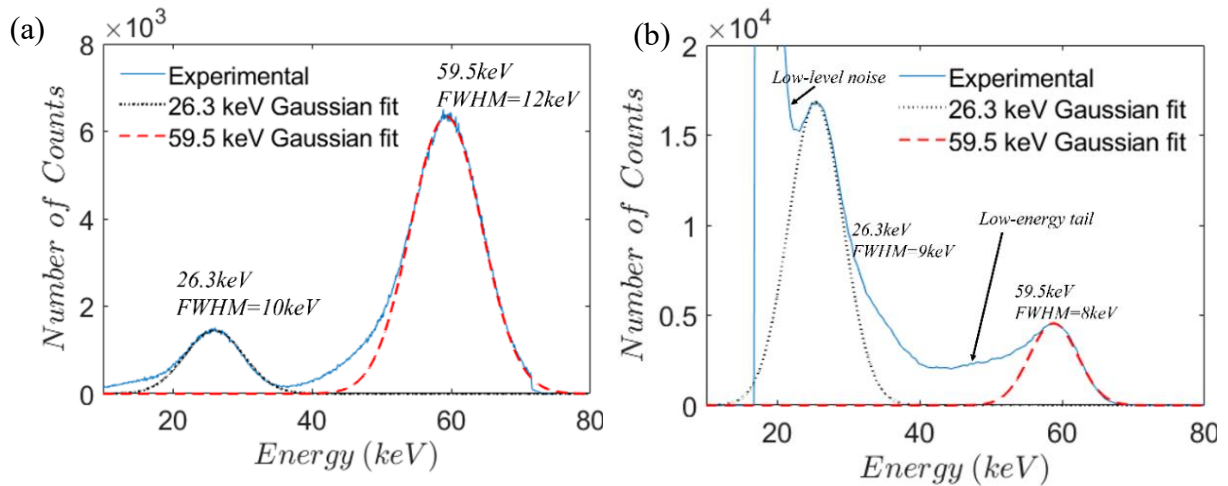 (a)
×10³
8
6
4
2
0
20
40
60
80
Number of Counts
Energy (keV)
Experimental
26.3 keV Gaussian fit
59.5 keV Gaussian fit
59.5keV
FWHM=12keV
26.3keV
FWHM=10keV
(b)
×10⁴
2
1.5
1
0.5
0
20
40
60
80
Number of Counts
Energy (keV)
Low-level noise
Experimental
26.3 keV Gaussian fit
59.5 keV Gaussian fit
26.3keV
FWHM=9keV
Low-energy tail
59.5keV
FWHM=8keV